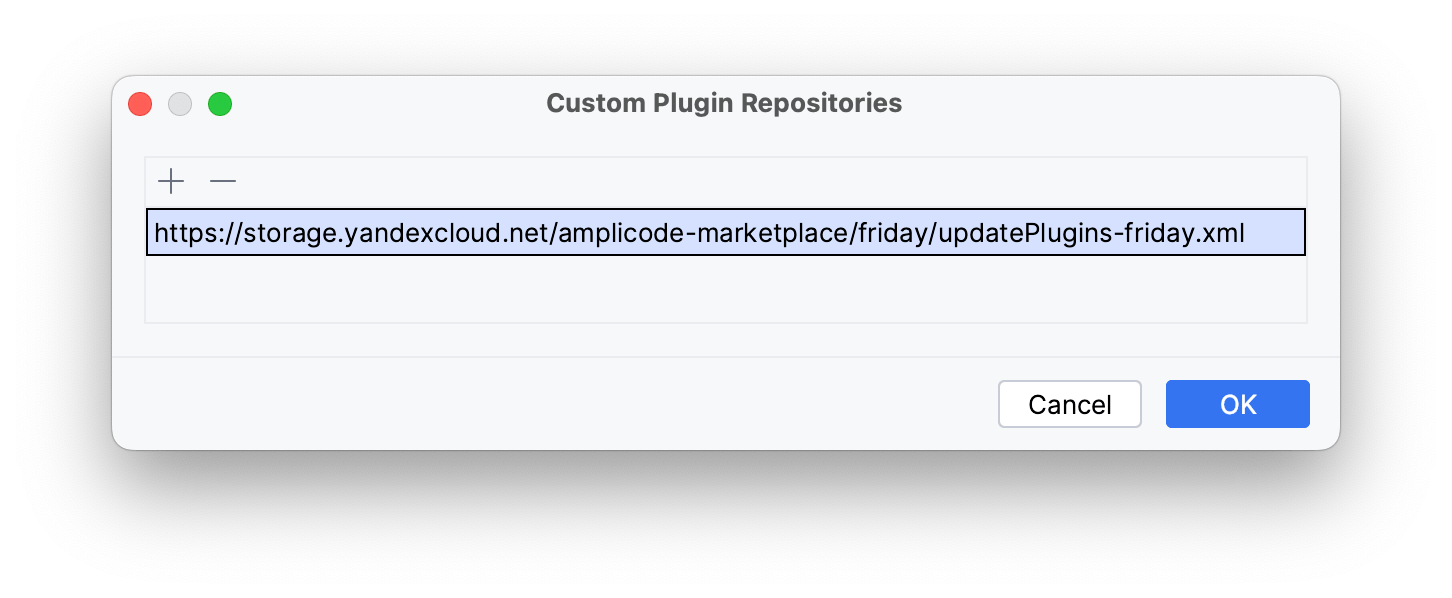 Custom Plugin Repositories
https://storage.yandexcloud.net/amplicode-marketplace/friday/updatePlugins-friday.xml
Cancel
OK